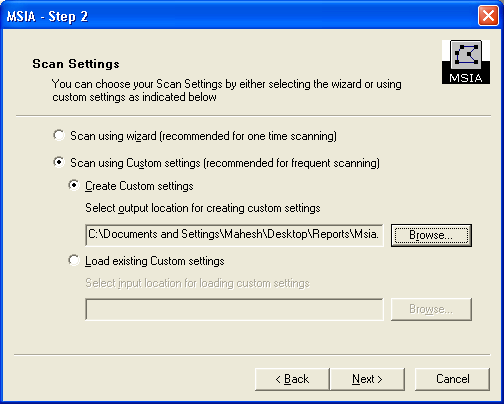 MSIA - Step 2
Scan Settings
You can choose your Scan Settings by either selecting the wizard or using
custom settings as indicated below
MSIA
Scan using wizard (recommended for one time scanning)
Scan using Custom settings (recommended for frequent scanning)
Create Custom settings
Select output location for creating custom settings
C:\Documents and Settings\Mahesh\Desktop\Reports\Msia. Browse...
Load existing Custom settings
Select input location for loading custom settings
Browse...
< Back Next > Cancel